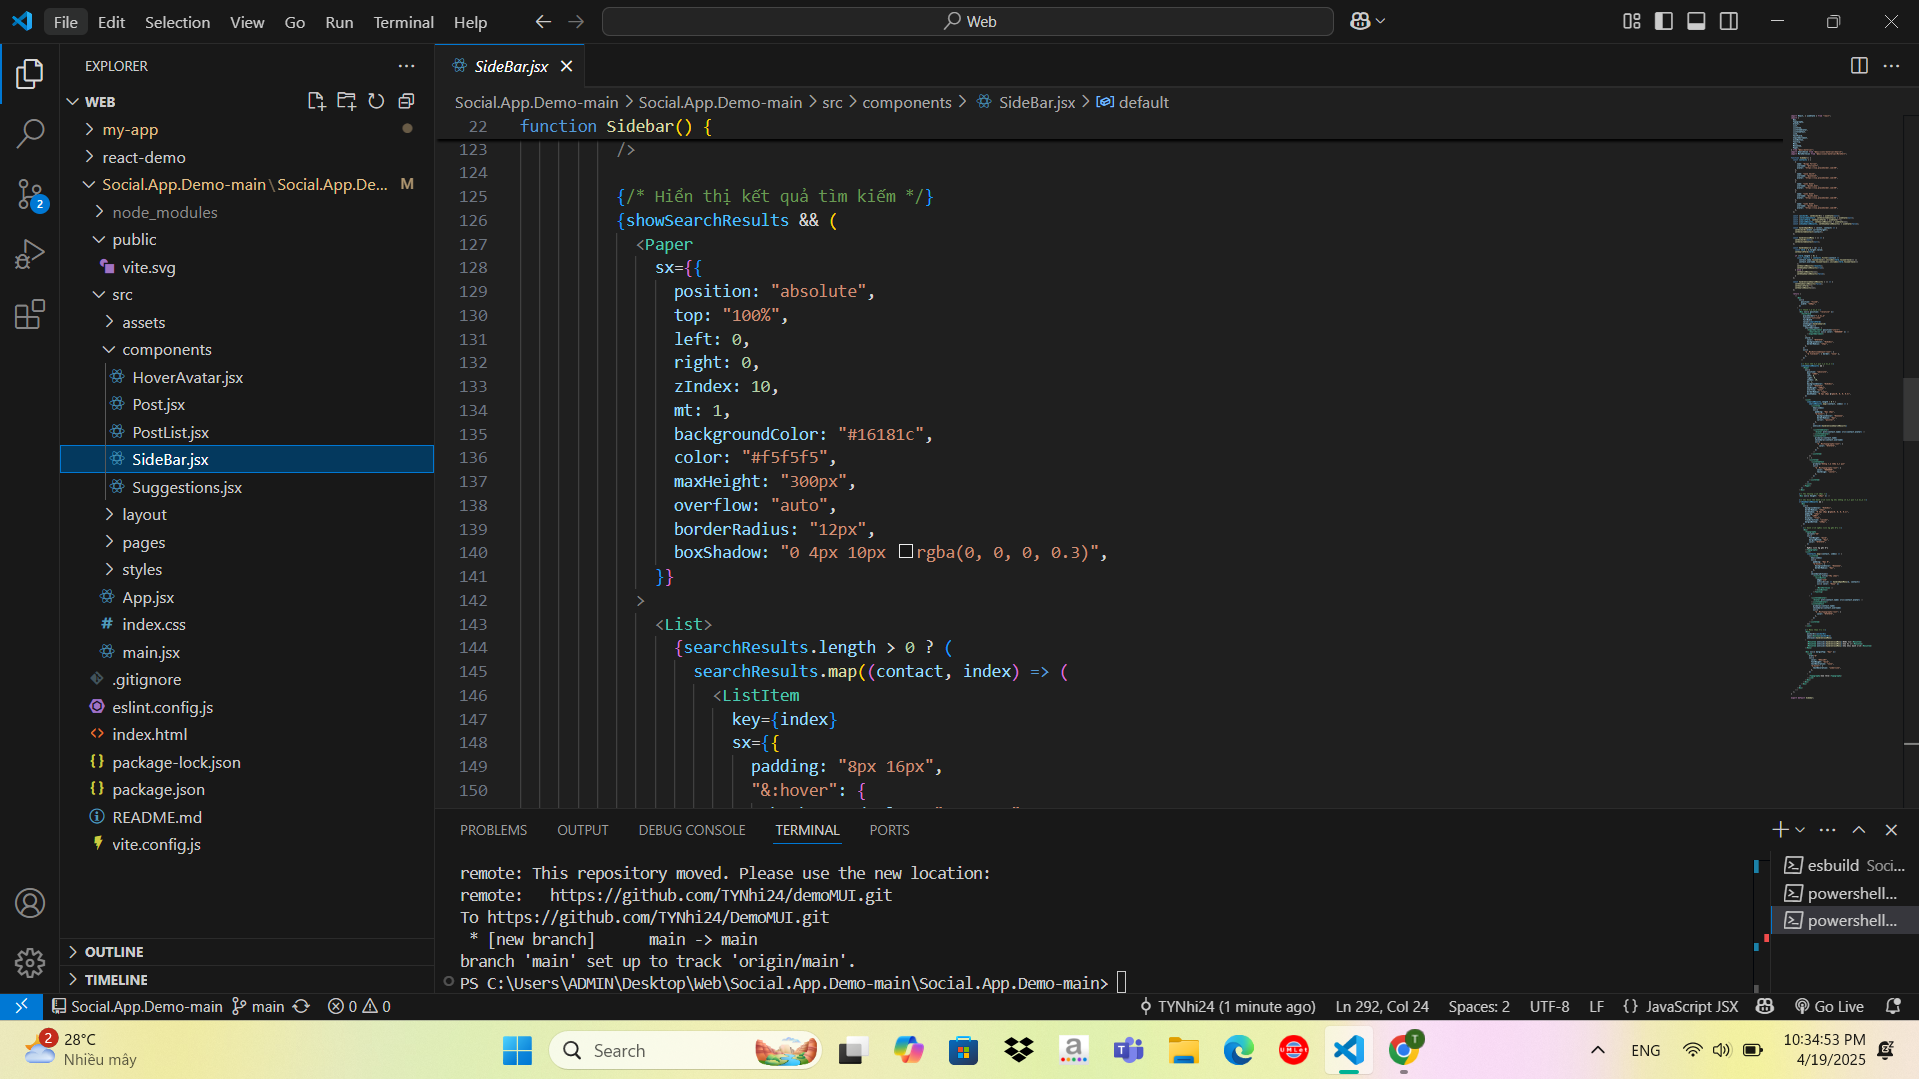 File Edit Selection View Go Run Terminal Help
Web
EXPLORER
WEB
my-app
react-demo
Social.App.Demo-main\Social.App.De... M
node_modules
public
vite.svg
src
assets
components
HoverAvatar.jsx
Post.jsx
PostList.jsx
SideBar.jsx
Suggestions.jsx
layout
pages
styles
App.jsx
index.css
main.jsx
.gitignore
eslint.config.js
index.html
package-lock.json
package.json
README.md
vite.config.js
OUTLINE
TIMELINE
2
SideBar.jsx
Social.App.Demo-main > Social.App.Demo-main > src > components > SideBar.jsx > default
22 function Sidebar() {
123 />
124
125 {/* Hiển thị kết quả tìm kiếm */}
126 {showSearchResults && (
127 <Paper
128 sx={{
129 position: "absolute",
130 top: "100%",
131 left: 0,
132 right: 0,
133 zIndex: 10,
134 mt: 1,
135 backgroundColor: "#16181c",
136 color: "#f5f5f5",
137 maxHeight: "300px",
138 overflow: "auto",
139 borderRadius: "12px",
140 boxShadow: "0 4px 10px rgba(0, 0, 0, 0.3)",
141 }}
142 >
143 <List>
144 {searchResults.length > 0 ? (
145 searchResults.map((contact, index) => (
146 <ListItem
147 key={index}
148 sx={{
149 padding: "8px 16px",
150 "&:hover": {
PROBLEMS OUTPUT DEBUG CONSOLE TERMINAL PORTS
remote: This repository moved. Please use the new location:
remote:   https://github.com/TYNhi24/demoMUI.git
To https://github.com/TYNhi24/DemoMUI.git
 * [new branch]      main -> main
branch 'main' set up to track 'origin/main'.
PS C:\Users\ADMIN\Desktop\Web\Social.App.Demo-main\Social.App.Demo-main>
esbuild Soci...
powershell...
powershell...
Social.App.Demo-main main 0 0 TYNhi24 (1 minute ago) Ln 292, Col 24 Spaces: 2 UTF-8 LF {} JavaScript JSX Go Live
2
28°C
Nhiều mây
Search
a
UMLet
T
ENG
10:34:53 PM
4/19/2025